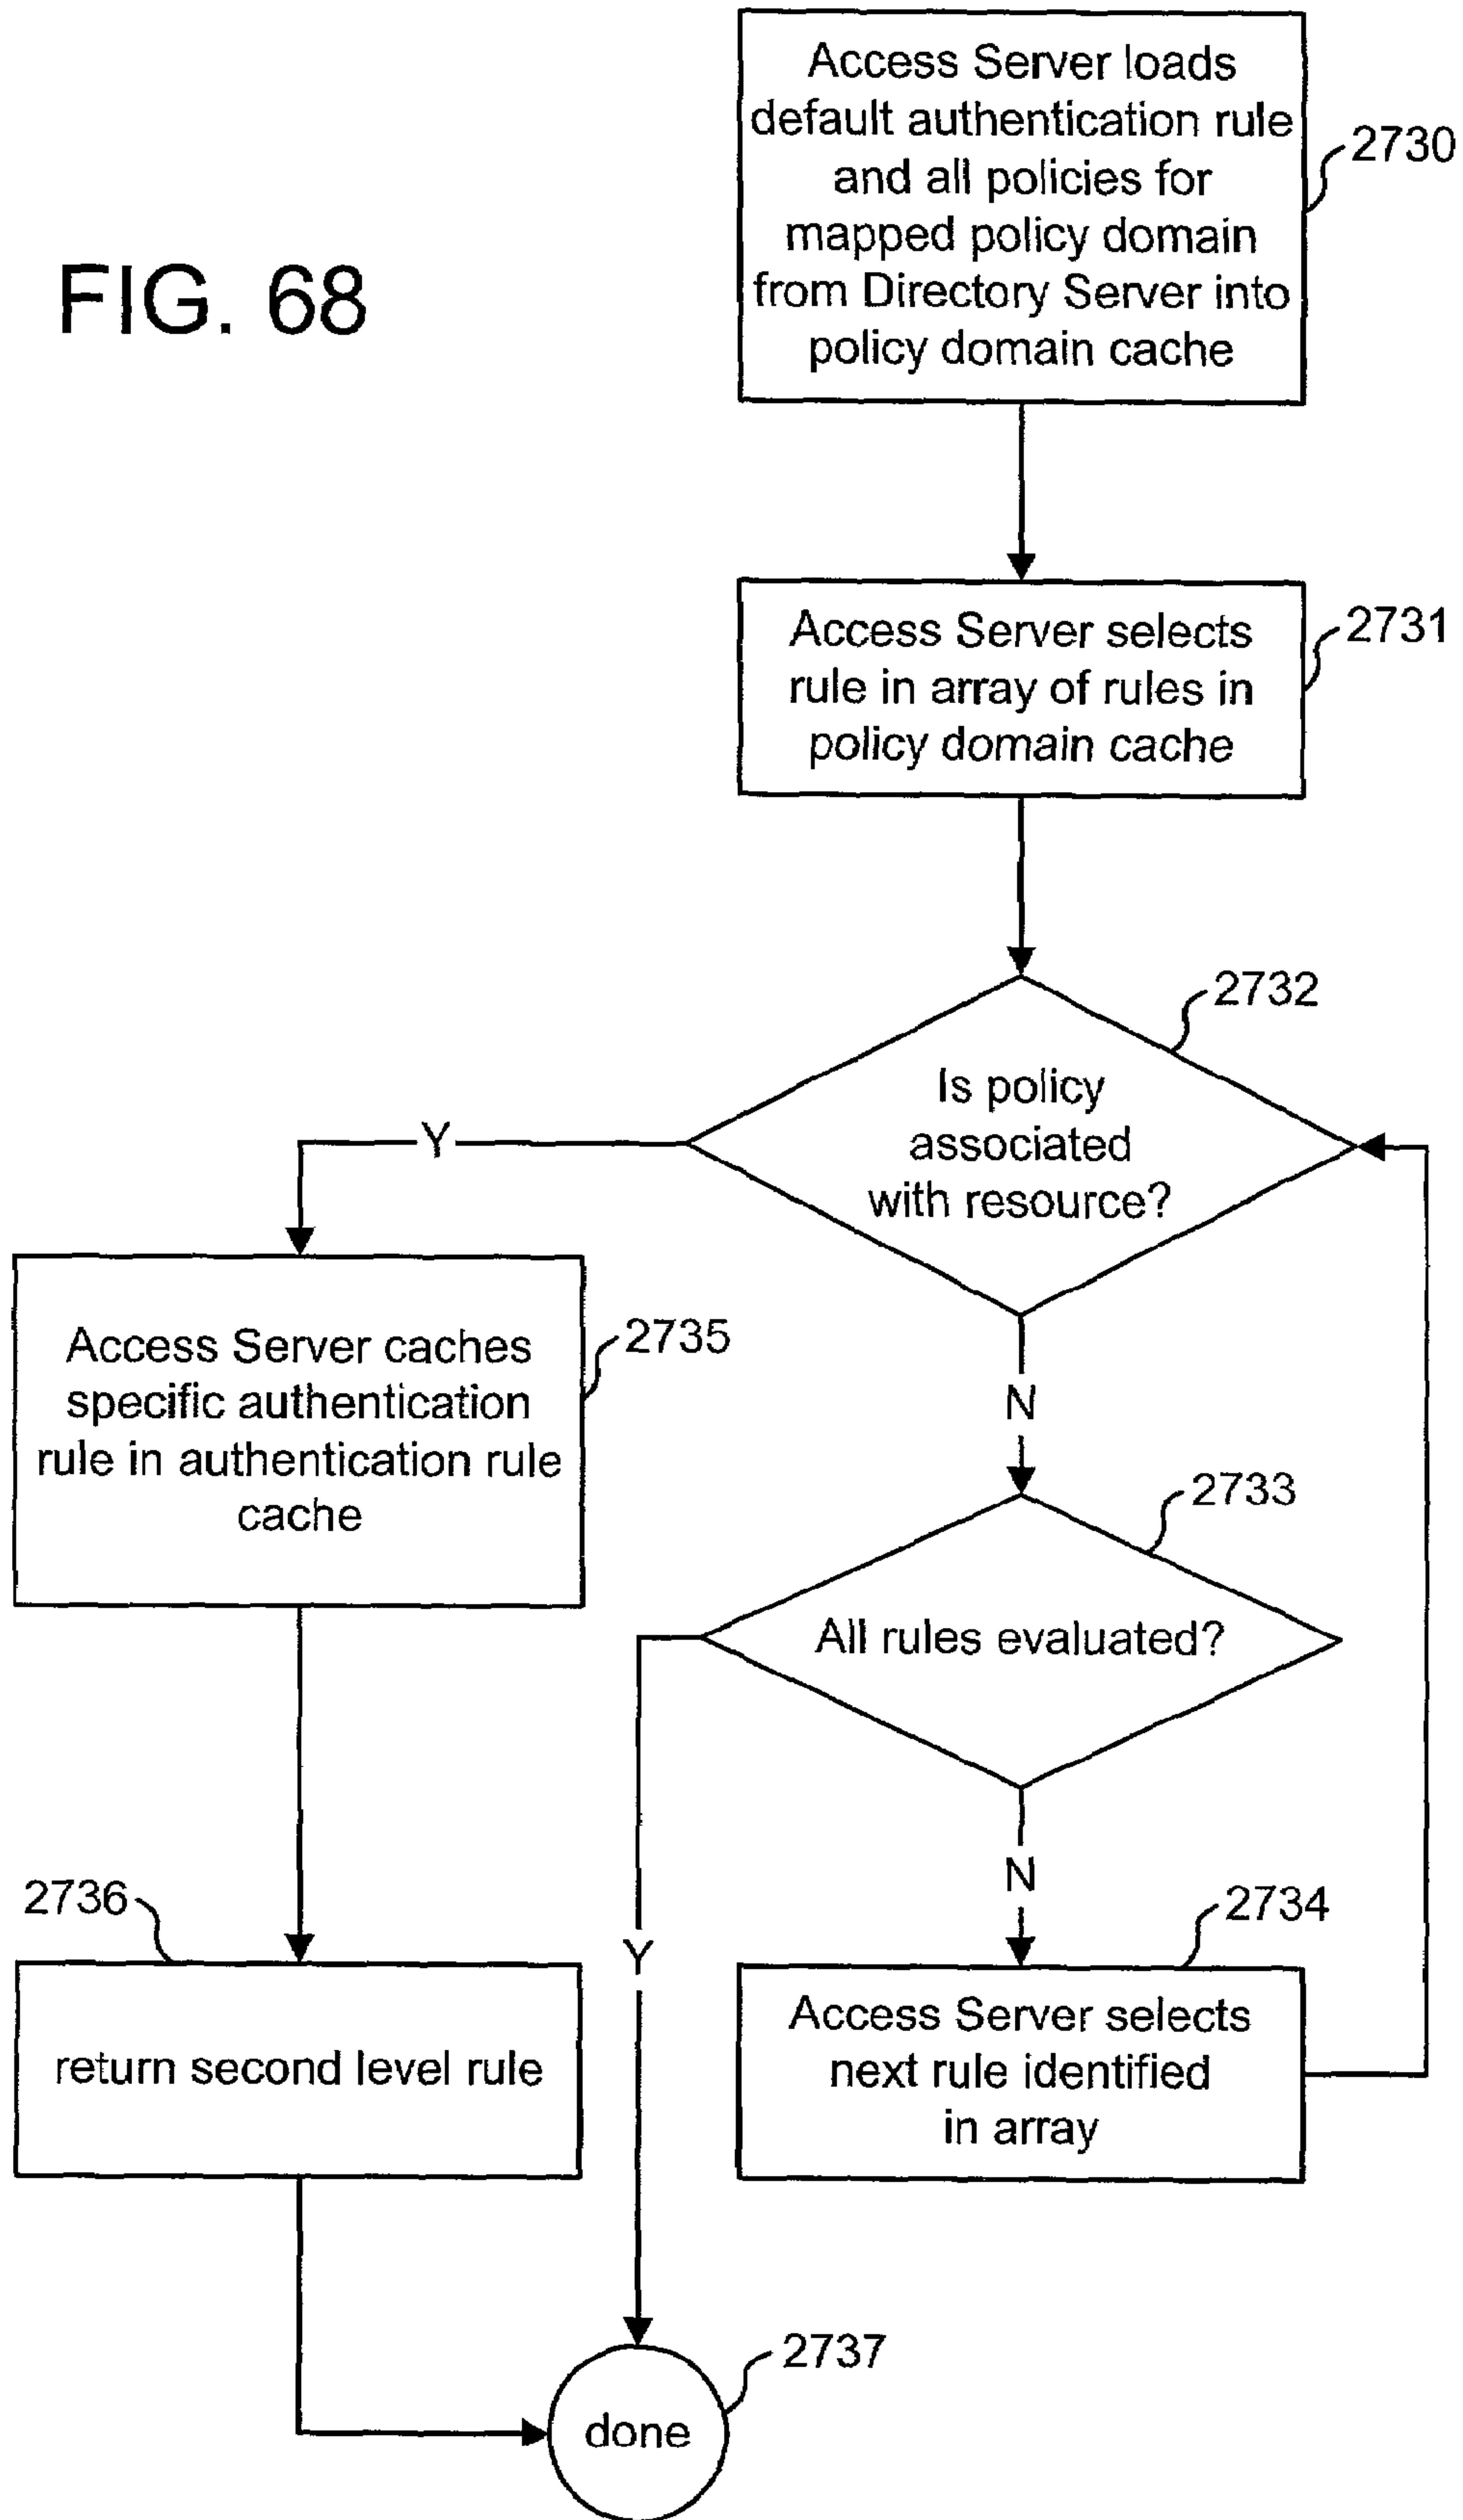 FIG. 68
Access Server loads
default authentication rule
and all policies for
mapped policy domain
from Directory Server into
policy domain cache
2730
Access Server selects
rule in array of rules in
policy domain cache
2731
2732
Is policy
associated
with resource?
Y
N
Access Server caches
specific authentication
rule in authentication rule
cache
2735
2733
All rules evaluated?
Y
N
2736
return second level rule
2734
Access Server selects
next rule identified
in array
2737
done